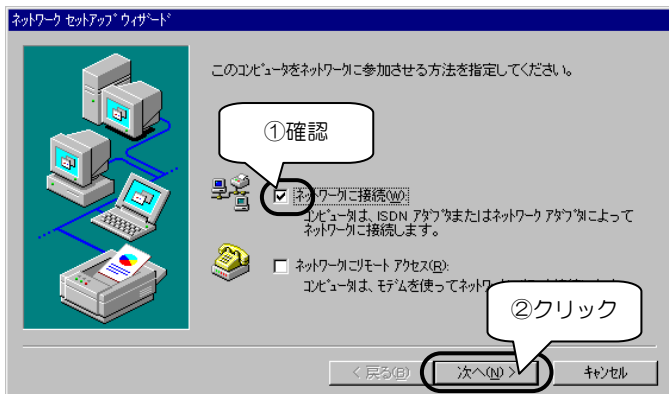 ネットワーク セットアップ ウィザード
このコンピュータをネットワークに参加させる方法を指定してください。
①確認
ネットワークに接続(W):
コンピュータは、ISDN アダプタまたはネットワーク アダプタによって
ネットワークに接続します。
ネットワークにリモート アクセス(R):
コンピュータは、モデムを使ってネットワ
②クリック
< 戻る(B)
次へ(N) >
キャンセル